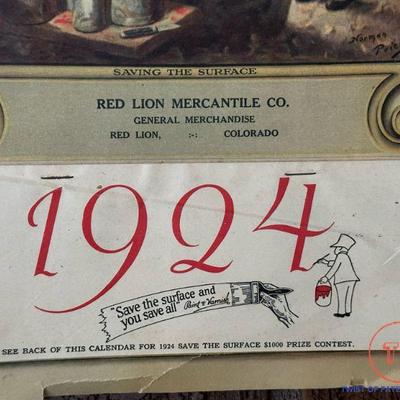 Norman
Price
SAVING THE SURFACE
RED LION MERCANTILE CO.
GENERAL MERCHANDISE
RED LION, :-: COLORADO
1924
"Save the surface and
you save all" Paint & Varnish
SEE BACK OF THIS CALENDAR FOR 1924 SAVE THE SURFACE $1000 PRIZE CONTEST.